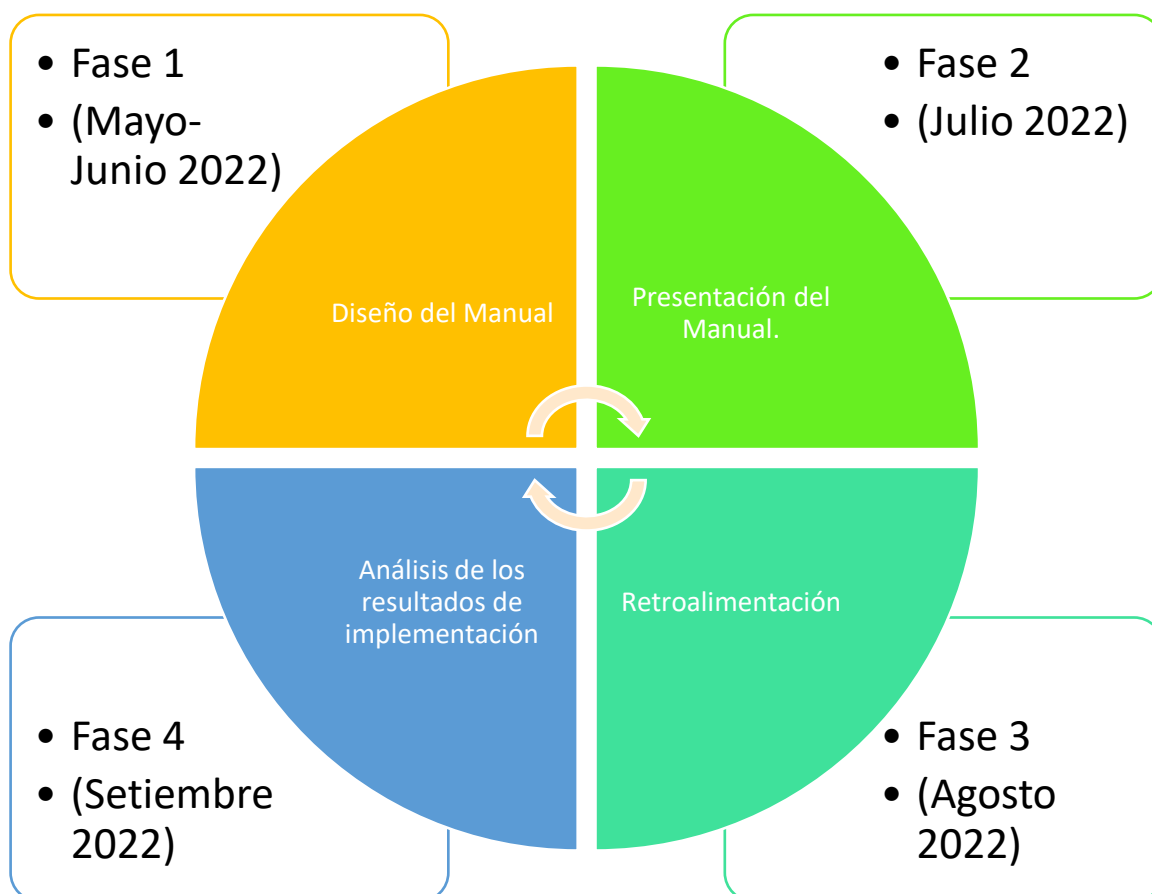 • Fase 1
• (Mayo-
Junio 2022)
Diseño del Manual
• Fase 2
• (Julio 2022)
Presentación del
Manual.
• Fase 3
• (Agosto
2022)
Retroalimentación
• Fase 4
• (Setiembre
2022)
Análisis de los
resultados de
implementación